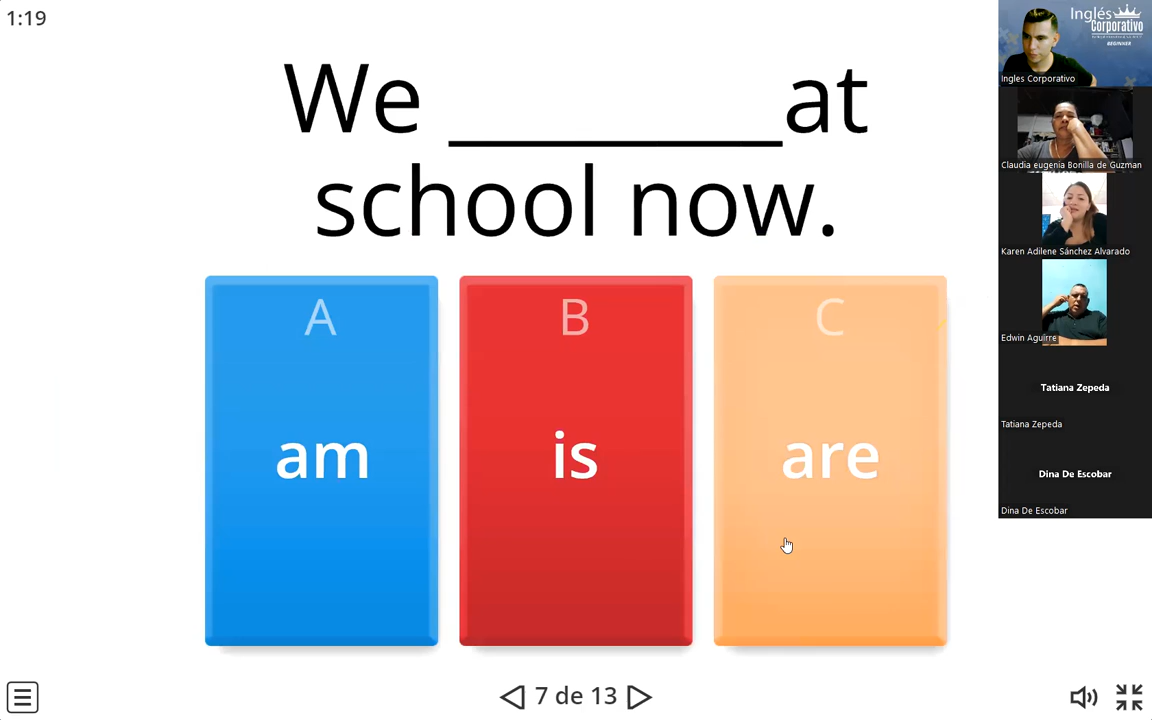 1:19
We ________ at
school now.
A
am
B
is
C
are
7 de 13
Inglés
Corporativo
BEGINNER
Ingles Corporativo
Claudia eugenia Bonilla de Guzman
Karen Adilene Sánchez Alvarado
Edwin Aguirre
Tatiana Zepeda
Tatiana Zepeda
Dina De Escobar
Dina De Escobar